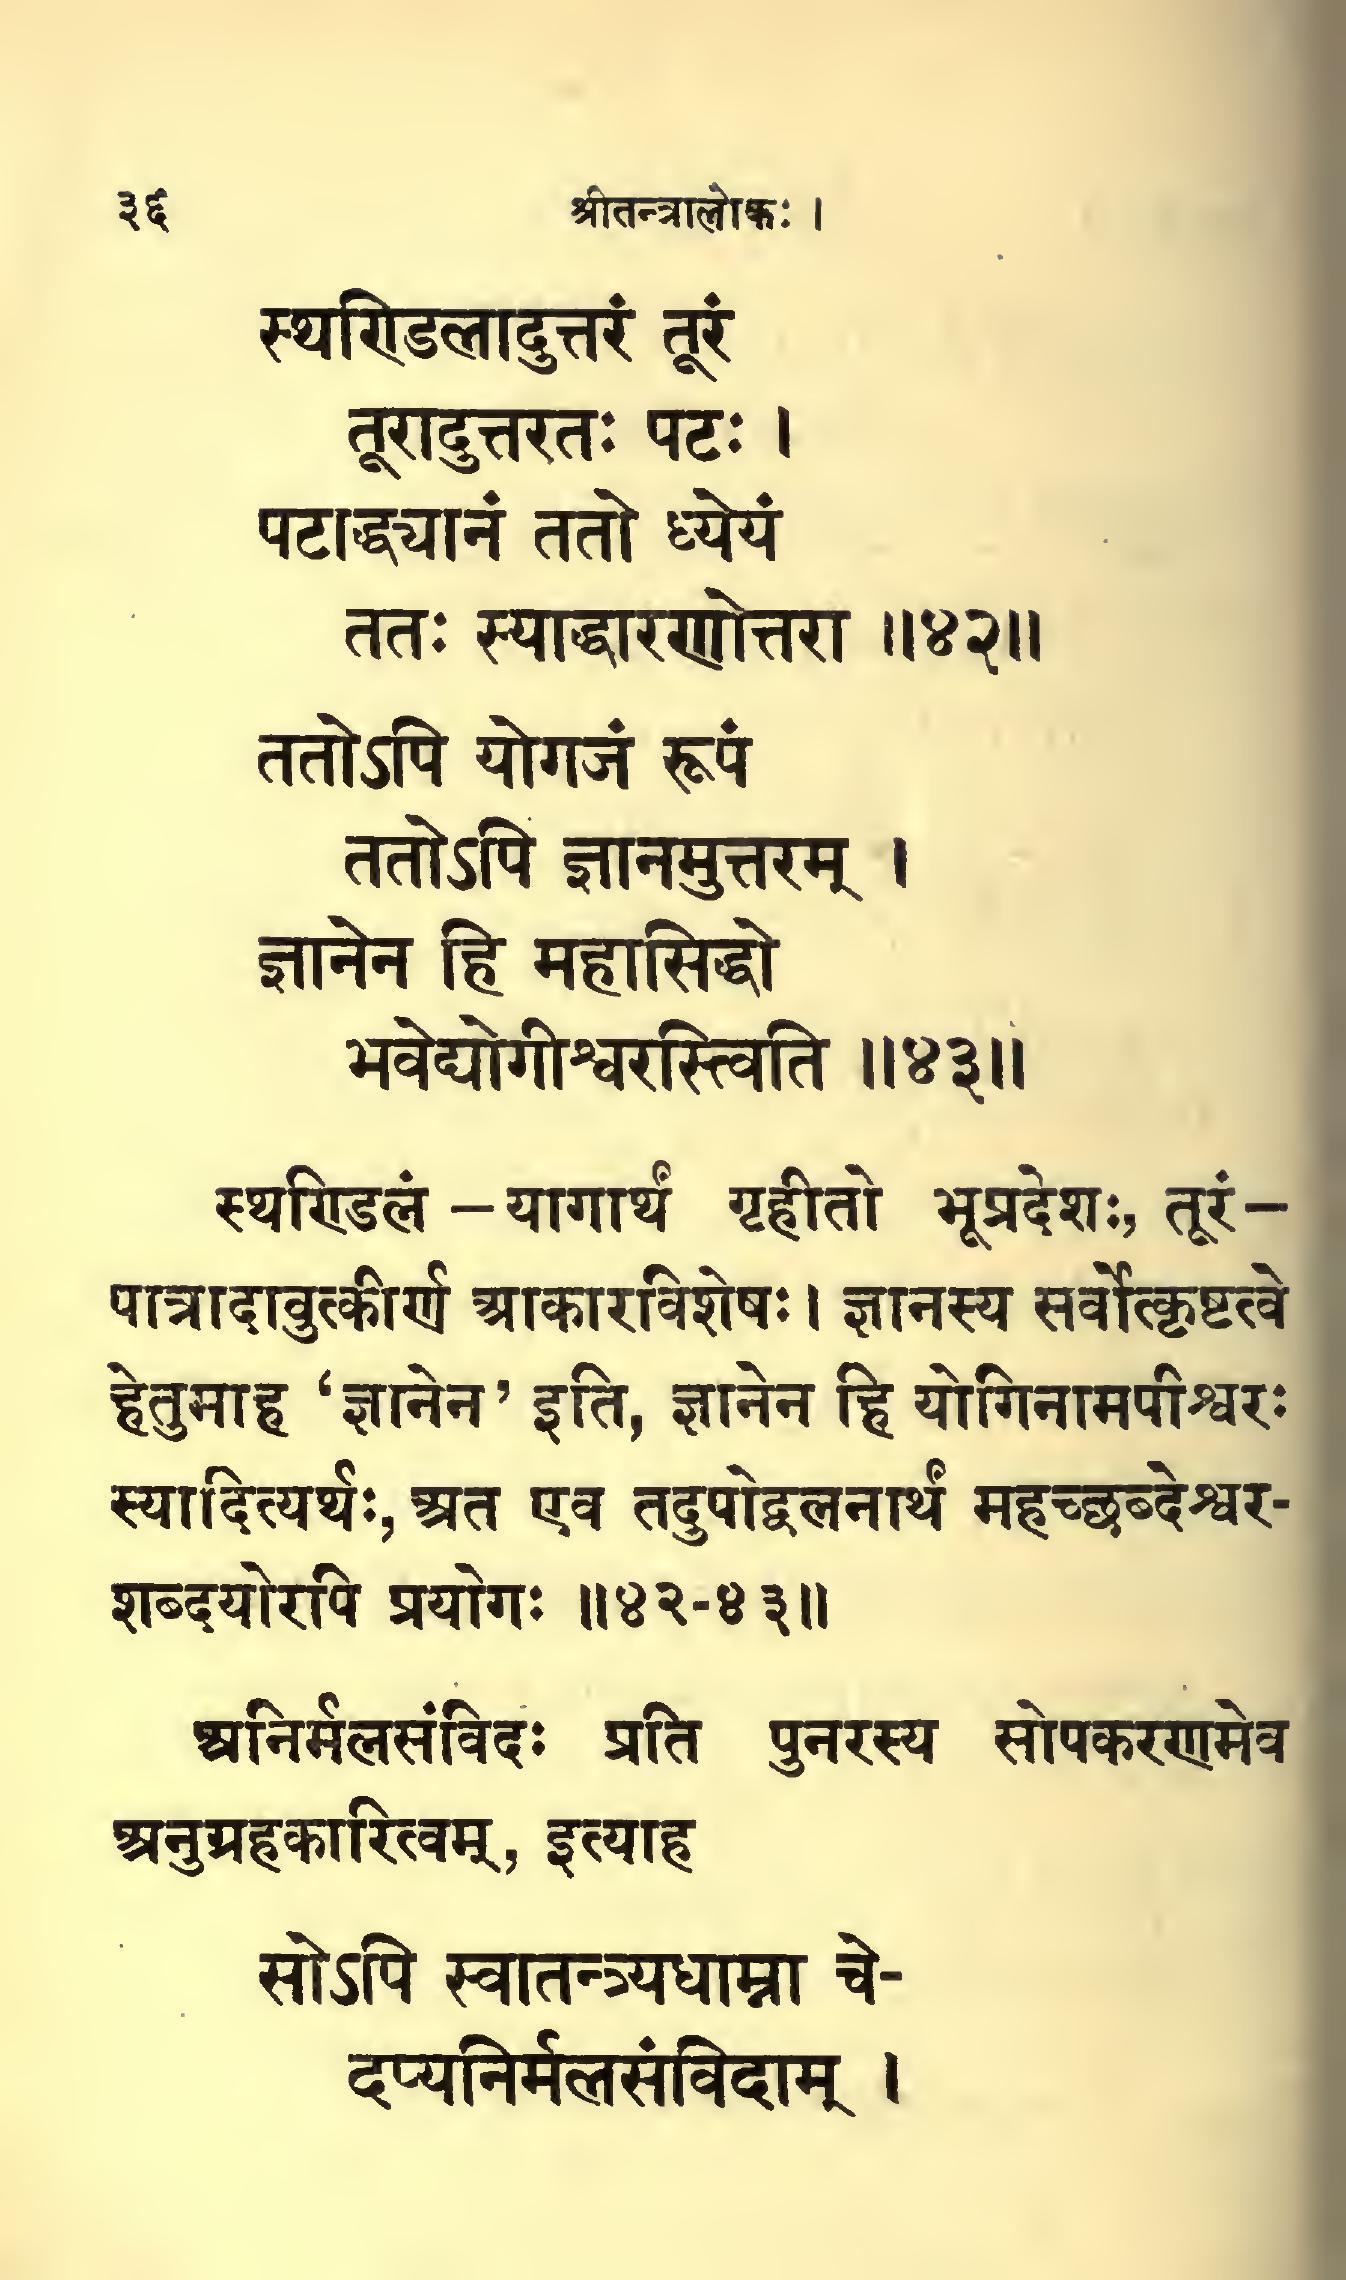 ३६ श्रीतन्त्रालोकः ।
स्थण्डिलादुत्तरं तूरं
तूरादुत्तरतः पटः ।
पटाद्ध्यानं ततो ध्येयं
ततः स्याद्धारणोत्तरा ॥४२॥
ततोऽपि योगजं रूपं
ततोऽपि ज्ञानमुत्तरम् ।
ज्ञानेन हि महासिद्धो
भवेद्योगीश्वरस्त्विति ॥४३॥
स्थण्डिलं – यागार्थं गृहीतो भूप्रदेशः, तूरं–
पात्रादावुत्कीर्ण आकारविशेषः। ज्ञानस्य सर्वोत्कृष्टत्वे
हेतुमाह ‘ज्ञानेन’ इति, ज्ञानेन हि योगिनामपीश्वरः
स्यादित्यर्थः, अत एव तदुपोद्बलनार्थं महच्छब्देश्वर-
शब्दयोरपि प्रयोगः ॥४२-४३॥
अनिर्मलसंविदः प्रति पुनरस्य सोपकरणमेव
अनुग्रहकारित्वम्, इत्याह
सोऽपि स्वातन्त्र्यधाम्ना चे-
दप्यनिर्मलसंविदाम् ।